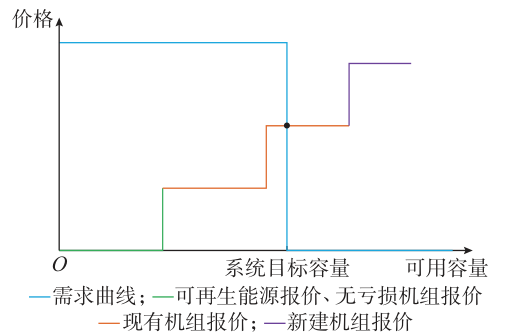 价格
O
系统目标容量
可用容量
需求曲线; 可再生能源报价、无亏损机组报价
现有机组报价; 新建机组报价